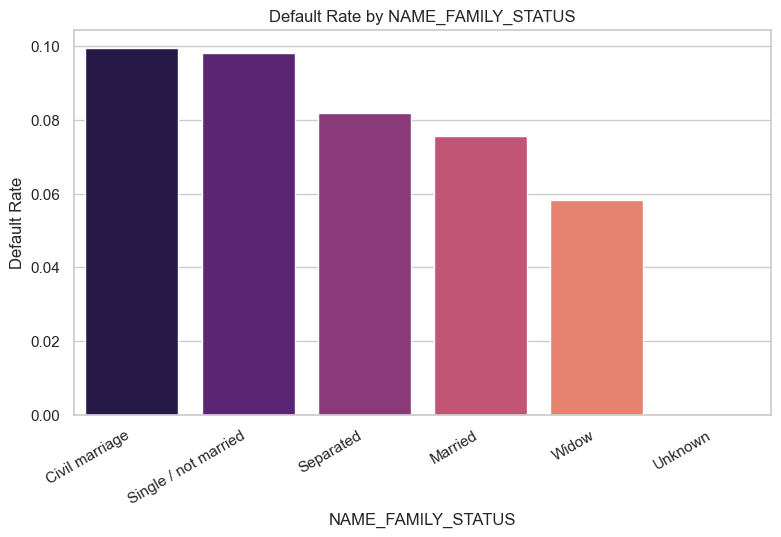 Default Rate by NAME_FAMILY_STATUS
0.10
0.08
0.06
0.04
0.02
0.00
Default Rate
Civil marriage
Single / not married
Separated
Married
Widow
Unknown
NAME_FAMILY_STATUS